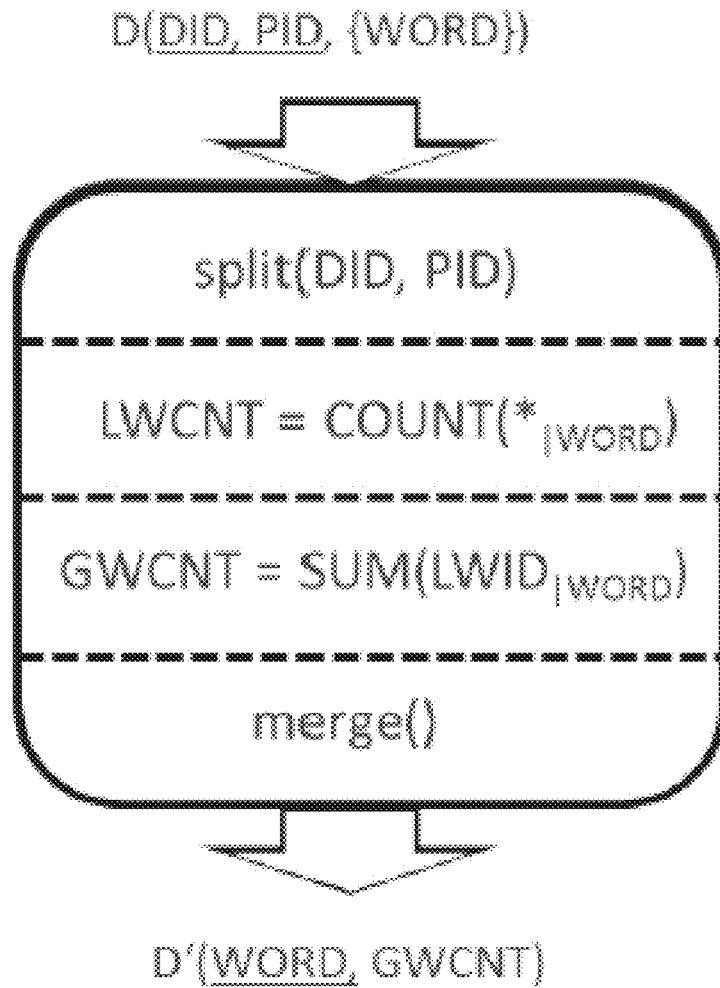 D(DID, PID, {WORD})
split(DID, PID)
LWCNT = COUNT(*|WORD)
GWCNT = SUM(LWID|WORD)
merge()
D‘(WORD, GWCNT)